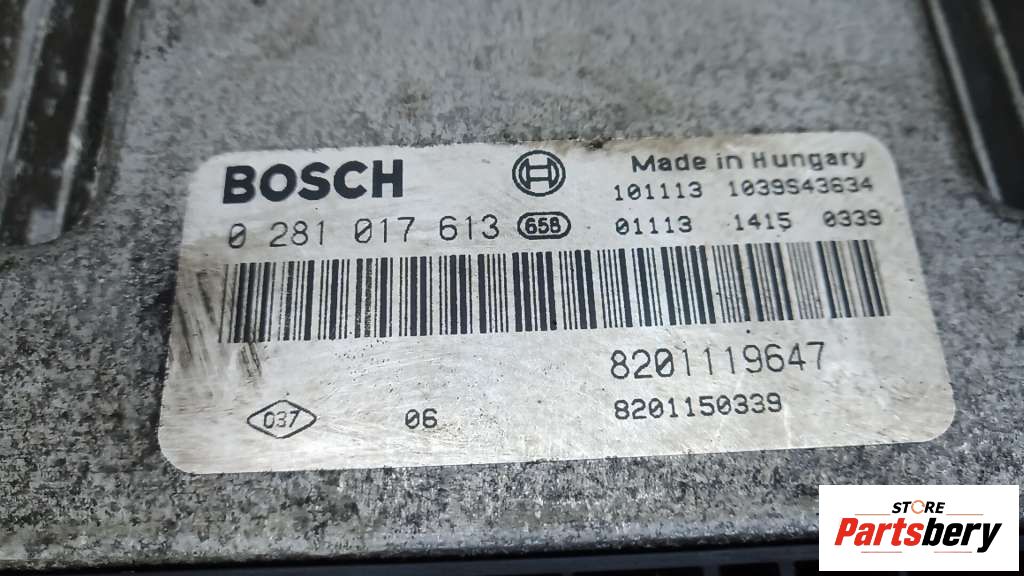 BOSCH Made in Hungary
101113 1039S43634
0 281 017 613 658 01113 1415 0339
8201119647
037 06 8201150339
STORE
Partsbery